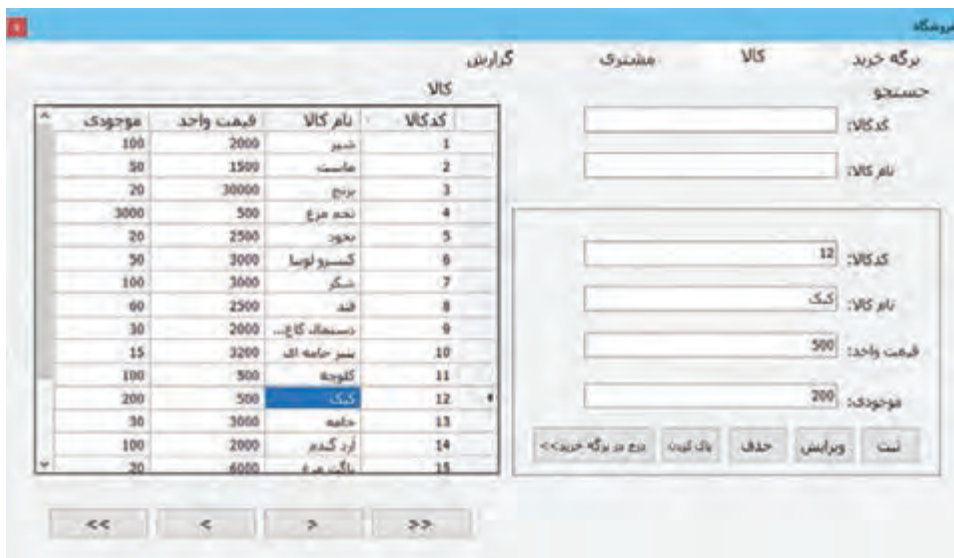 فروشگاه
برگه خرید کالا مشتری گزارش
جستجو
کدکالا:
نام کالا:
کدکالا: 12
نام کالا: کیک
قیمت واحد: 500
موجودی: 200
ثبت ویرایش حذف پاک کردن درج در برگه خرید>>
کالا
کدکالا نام کالا قیمت واحد موجودی
1 شیر 2000 100
2 ماست 1500 50
3 برنج 30000 20
4 تخم مرغ 500 3000
5 نخود 2500 20
6 کنسرو لوبیا 3000 50
7 شکر 3000 100
8 قند 2500 60
9 دستمال کاغ... 2000 30
10 پنیر خامه ای 3200 15
11 کلوچه 500 100
12 کیک 500 200
13 خامه 3000 30
14 آرد گندم 2000 100
15 ناگت مرغ 6000 20
<< < > >>